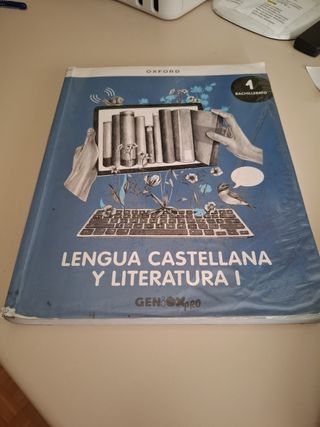 OXFORD
1
BACHILLERATO
LENGUA CASTELLANA
Y LITERATURA I
GENiOX PRO